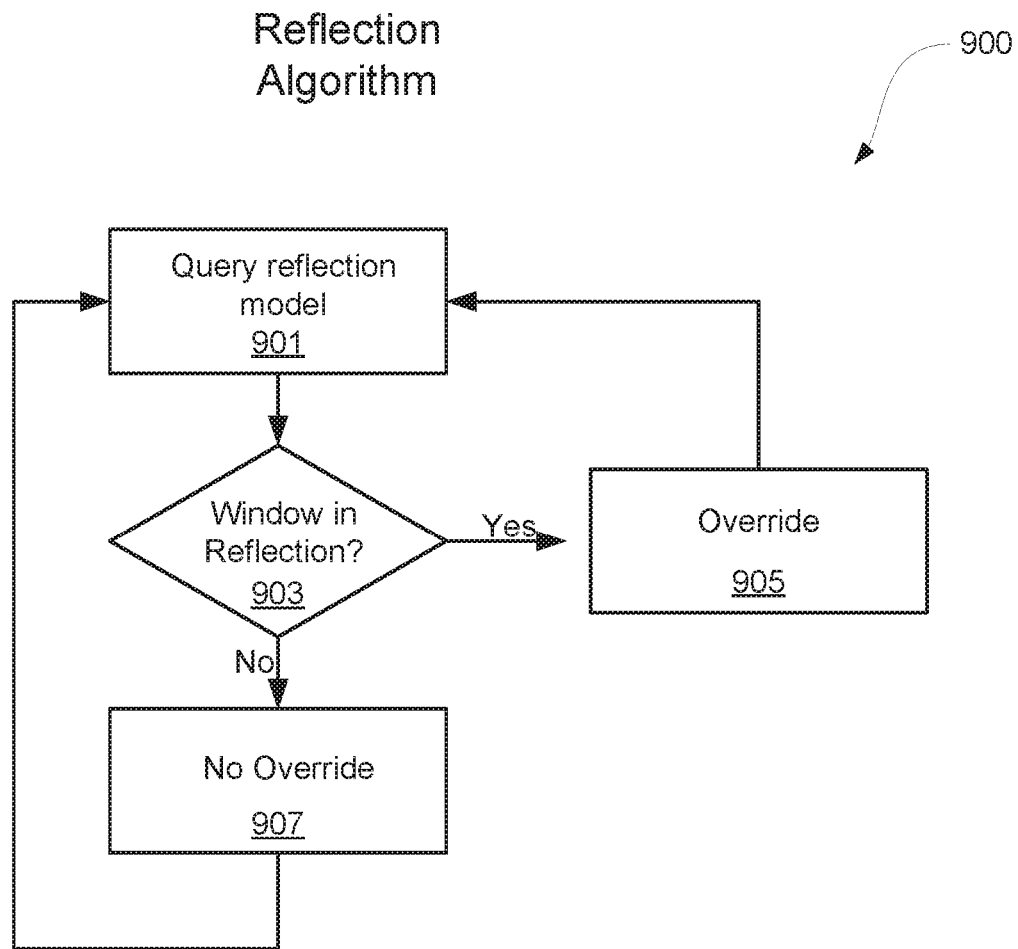 Reflection
Algorithm
900
Query reflection
model
901
Window in
Reflection?
903
Yes
Override
905
No
No Override
907